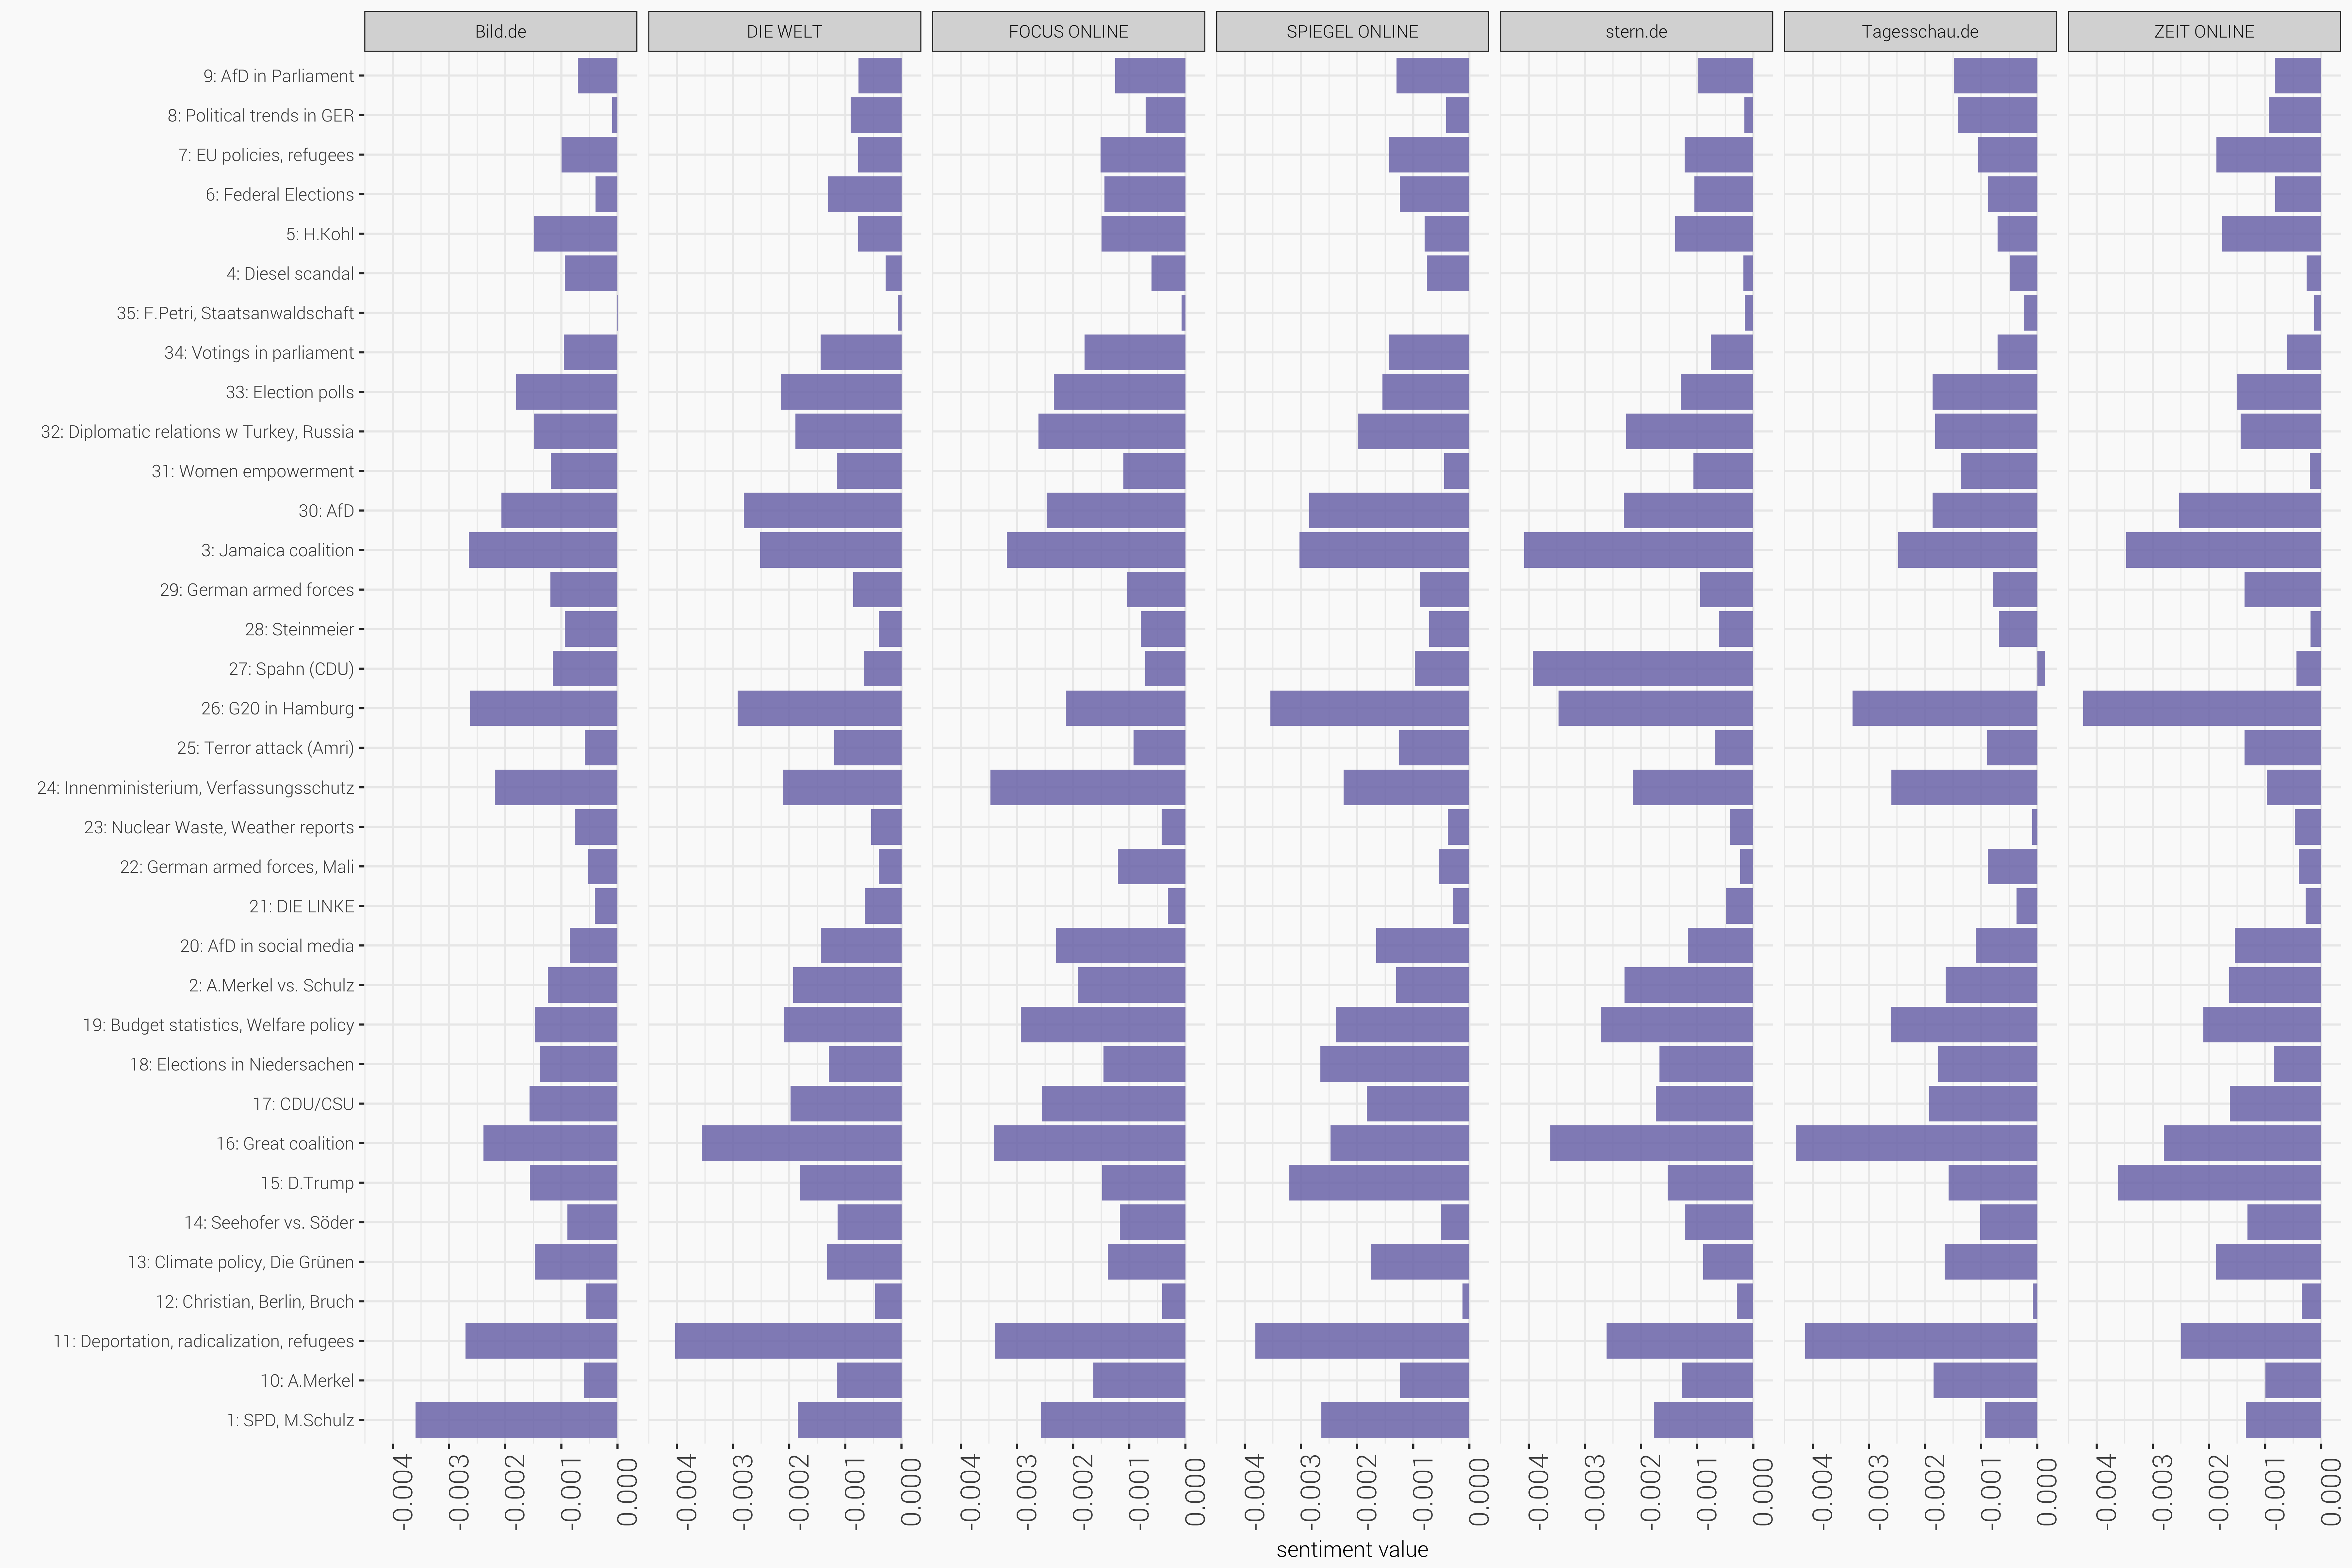 Bild.de DIE WELT FOCUS ONLINE SPIEGEL ONLINE stern.de Tagesschau.de ZEIT ONLINE
9: AfD in Parliament
8: Political trends in GER
7: EU policies, refugees
6: Federal Elections
5: H.Kohl
4: Diesel scandal
35: F.Petri, Staatsanwaldschaft
34: Votings in parliament
33: Election polls
32: Diplomatic relations w Turkey, Russia
31: Women empowerment
30: AfD
3: Jamaica coalition
29: German armed forces
28: Steinmeier
27: Spahn (CDU)
26: G20 in Hamburg
25: Terror attack (Amri)
24: Innenministerium, Verfassungsschutz
23: Nuclear Waste, Weather reports
22: German armed forces, Mali
21: DIE LINKE
20: AfD in social media
2: A.Merkel vs. Schulz
19: Budget statistics, Welfare policy
18: Elections in Niedersachen
17: CDU/CSU
16: Great coalition
15: D.Trump
14: Seehofer vs. Söder
13: Climate policy, Die Grünen
12: Christian, Berlin, Bruch
11: Deportation, radicalization, refugees
10: A.Merkel
1: SPD, M.Schulz
-0.004 -0.003 -0.002 -0.001 0.000 -0.004 -0.003 -0.002 -0.001 0.000 -0.004 -0.003 -0.002 -0.001 0.000 -0.004 -0.003 -0.002 -0.001 0.000 -0.004 -0.003 -0.002 -0.001 0.000 -0.004 -0.003 -0.002 -0.001 0.000 -0.004 -0.003 -0.002 -0.001 0.000
sentiment value